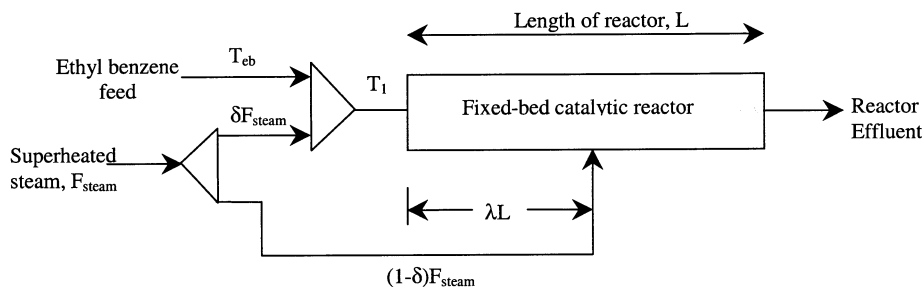 Length of reactor, L
T_eb
Ethyl benzene
feed
T_1
Fixed-bed catalytic reactor
Reactor
Effluent
δF_steam
Superheated
steam, F_steam
λL
(1-δ)F_steam